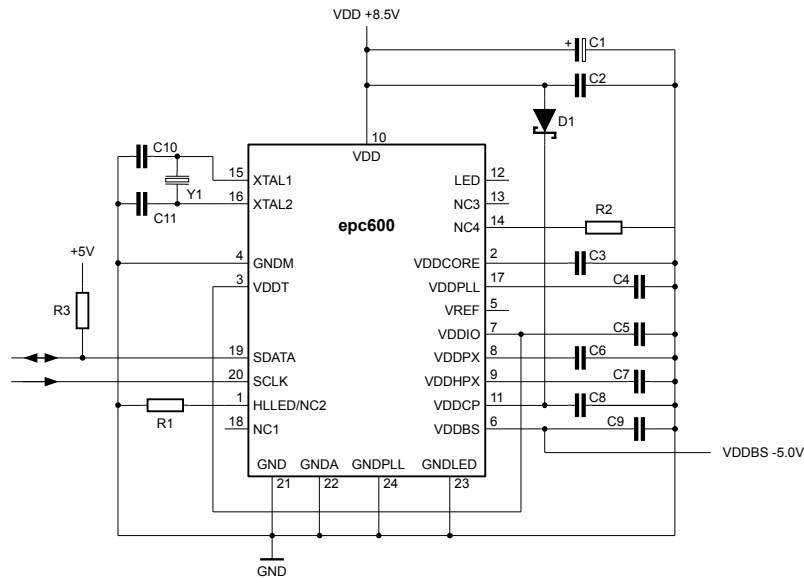 VDD +8.5V
+ C1
C2
D1
10
VDD
C10
15 XTAL1
Y1
16 XTAL2
C11
LED 12
NC3 13
NC4 14
R2
epc600
+5V
4 GNDM
3 VDDT
VDDCORE 2
C3
VDDPLL 17
C4
VREF 5
R3
VDDIO 7
C5
19 SDATA
VDDPX 8
C6
20 SCLK
VDDHPX 9
C7
1 HLLED/NC2
VDDCP 11
C8
R1
18 NC1
VDDBS 6
C9
VDDBS -5.0V
GND GNDA GNDPLL GNDLED
21 22 24 23
GND